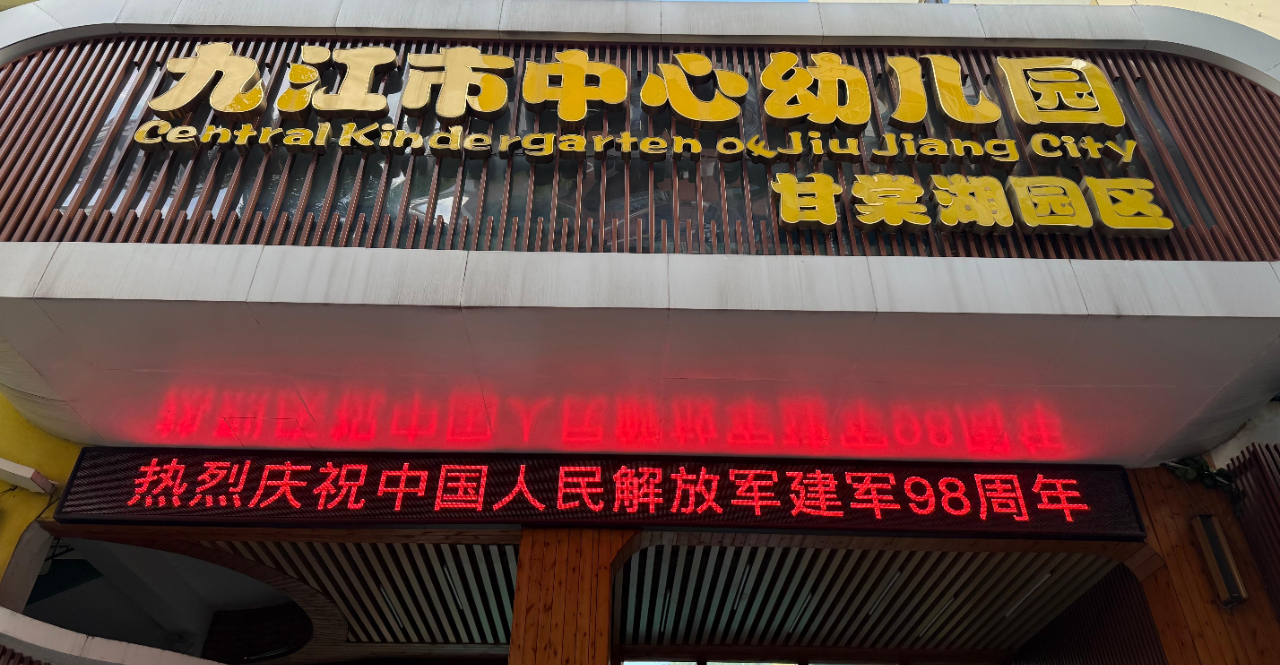 九江市中心幼儿园
Central Kindergarten of Jiu Jiang City
甘棠湖园区
热烈庆祝中国人民解放军建军98周年